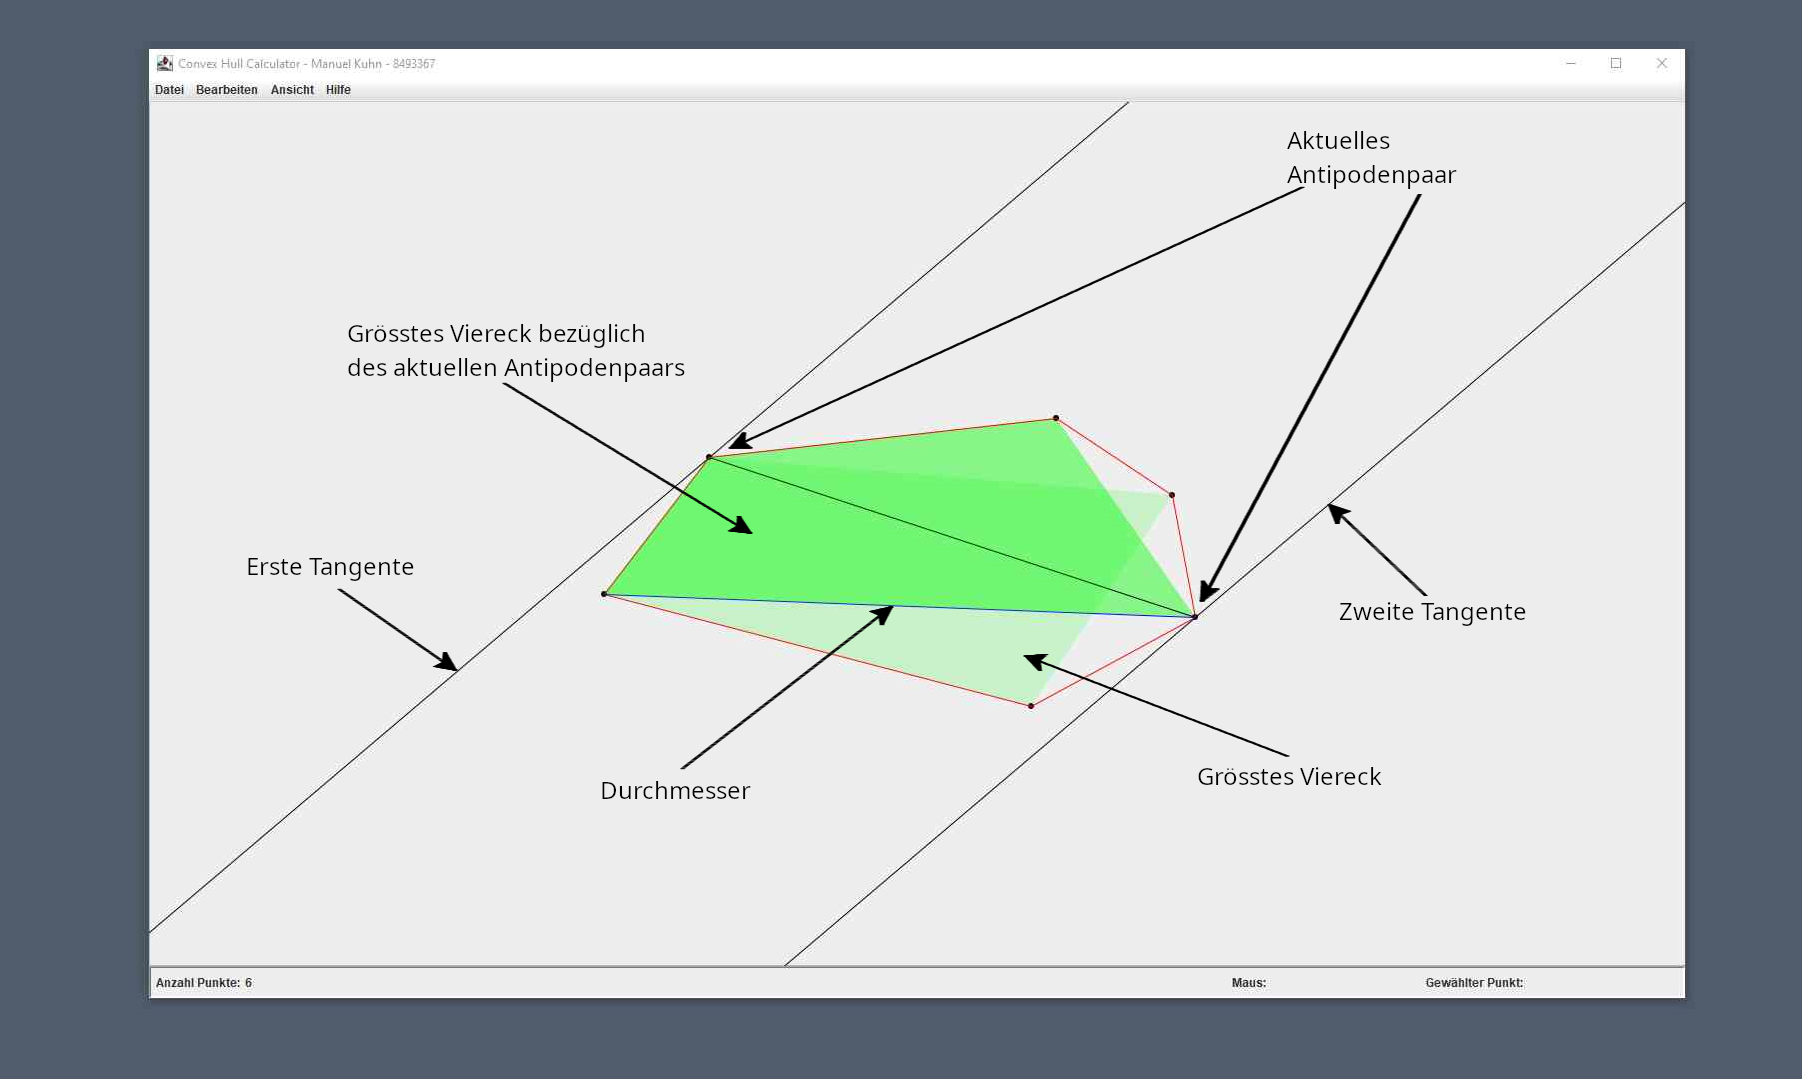 Convex Hull Calculator - Manuel Kuhn - 8493367
Datei Bearbeiten Ansicht Hilfe
Aktuelles
Antipodenpaar
Grösstes Viereck bezüglich
des aktuellen Antipodenpaars
Erste Tangente
Zweite Tangente
Durchmesser
Grösstes Viereck
Anzahl Punkte: 6
Maus:
Gewählter Punkt: